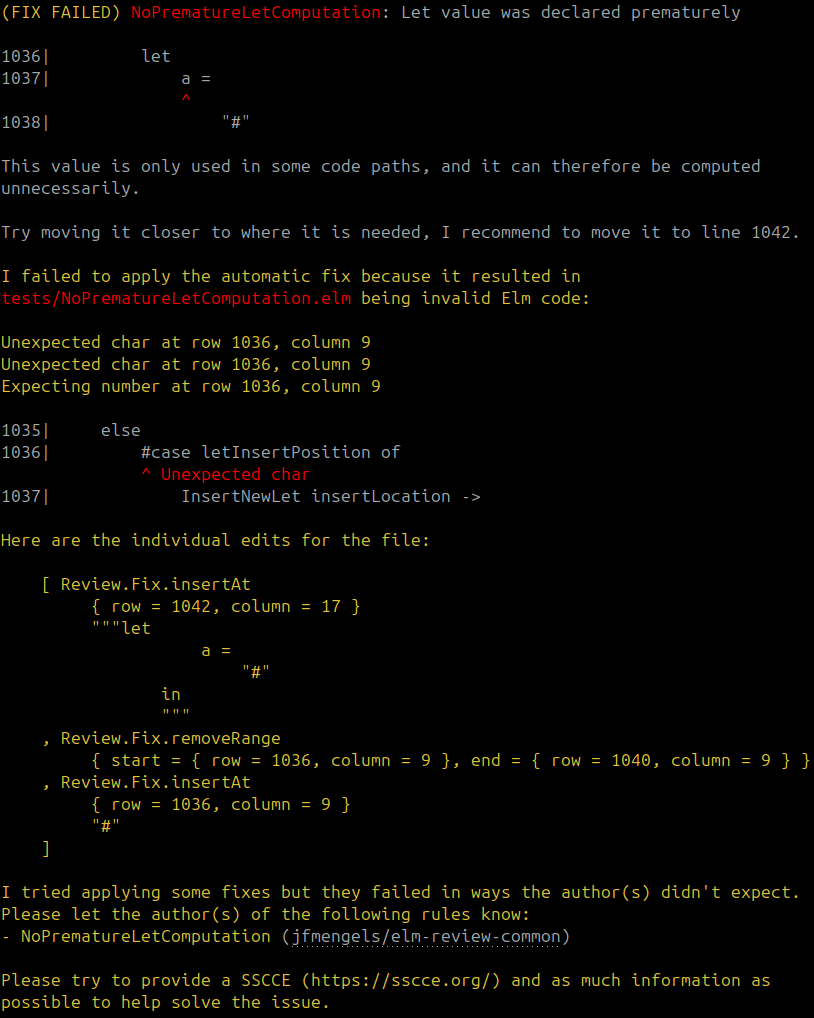 (FIX FAILED) NoPrematureLetComputation: Let value was declared prematurely

1036|         let
1037|             a =
                  ^
1038|                 "#"

This value is only used in some code paths, and it can therefore be computed
unnecessarily.

Try moving it closer to where it is needed, I recommend to move it to line 1042.

I failed to apply the automatic fix because it resulted in
tests/NoPrematureLetComputation.elm being invalid Elm code:

Unexpected char at row 1036, column 9
Unexpected char at row 1036, column 9
Expecting number at row 1036, column 9

1035|     else
1036|         #case letInsertPosition of
              ^ Unexpected char
1037|             InsertNewLet insertLocation ->

Here are the individual edits for the file:

    [ Review.Fix.insertAt
         { row = 1042, column = 17 }
         """let
                    a =
                        "#"
                in
                """
    , Review.Fix.removeRange
         { start = { row = 1036, column = 9 }, end = { row = 1040, column = 9 } }
    , Review.Fix.insertAt
         { row = 1036, column = 9 }
         "#"
    ]

I tried applying some fixes but they failed in ways the author(s) didn't expect.
Please let the author(s) of the following rules know:
- NoPrematureLetComputation (jfmengels/elm-review-common)

Please try to provide a SSCCE (https://sscce.org/) and as much information as
possible to help solve the issue.